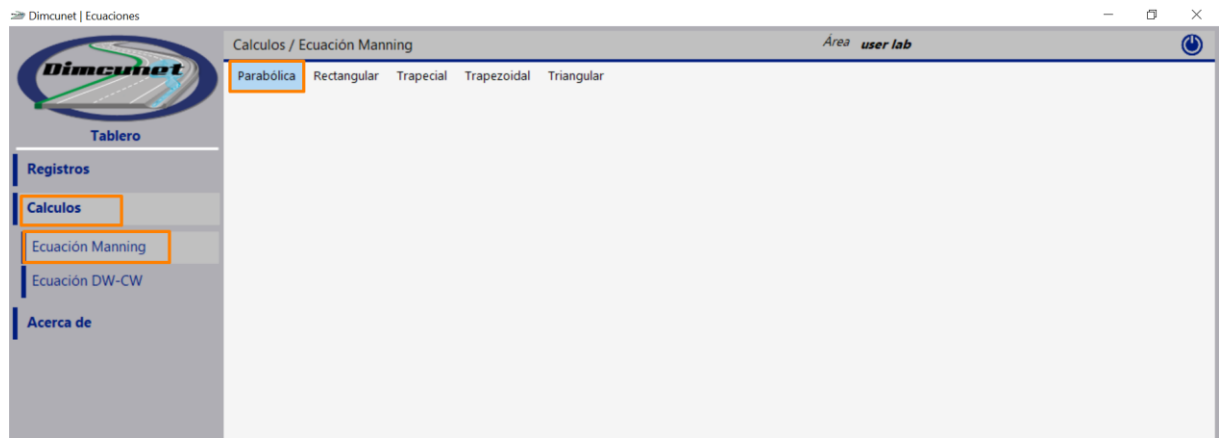 Dimcunet | Ecuaciones
Dimcunet
Calculos / Ecuación Manning
Área user lab
Parabólica Rectangular Trapecial Trapezoidal Triangular
Tablero
Registros
Calculos
Ecuación Manning
Ecuación DW-CW
Acerca de